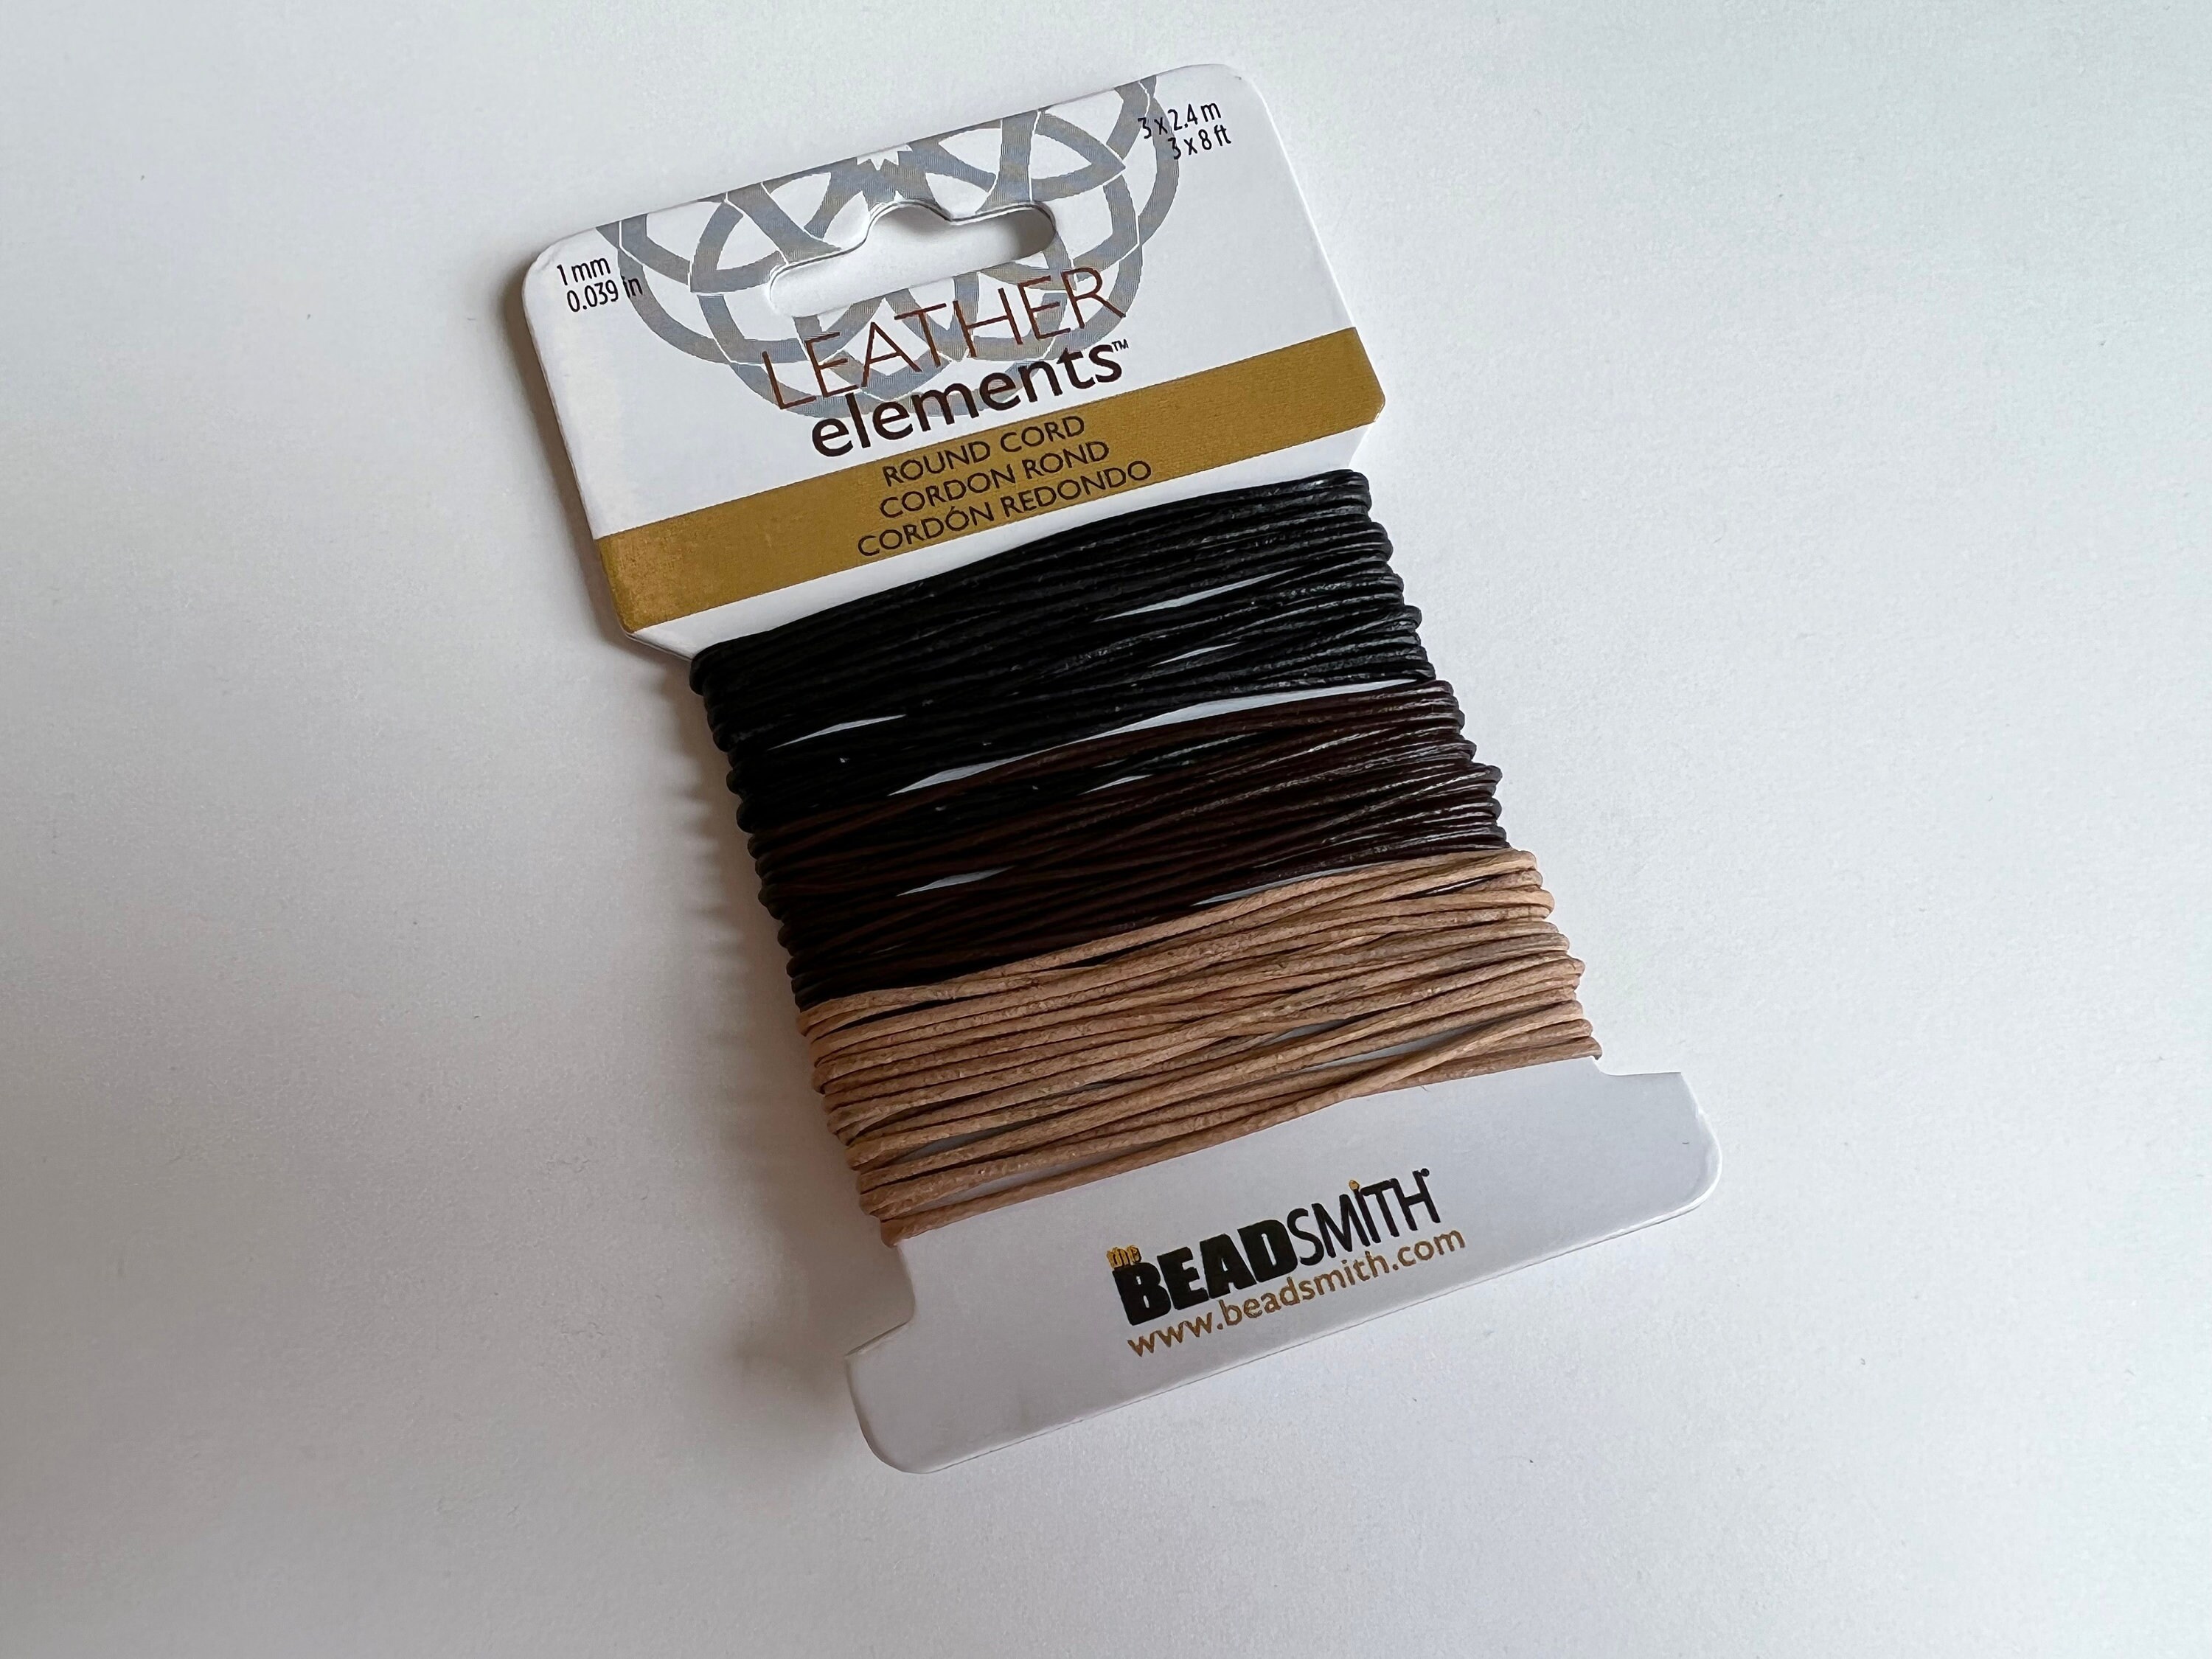 1 mm
0.039 in
3 x 2.4 m
3 x 8 ft
LEATHER
elements™
ROUND CORD
CORDON ROND
CORDÓN REDONDO
the
BEADSMITH®
www.beadsmith.com